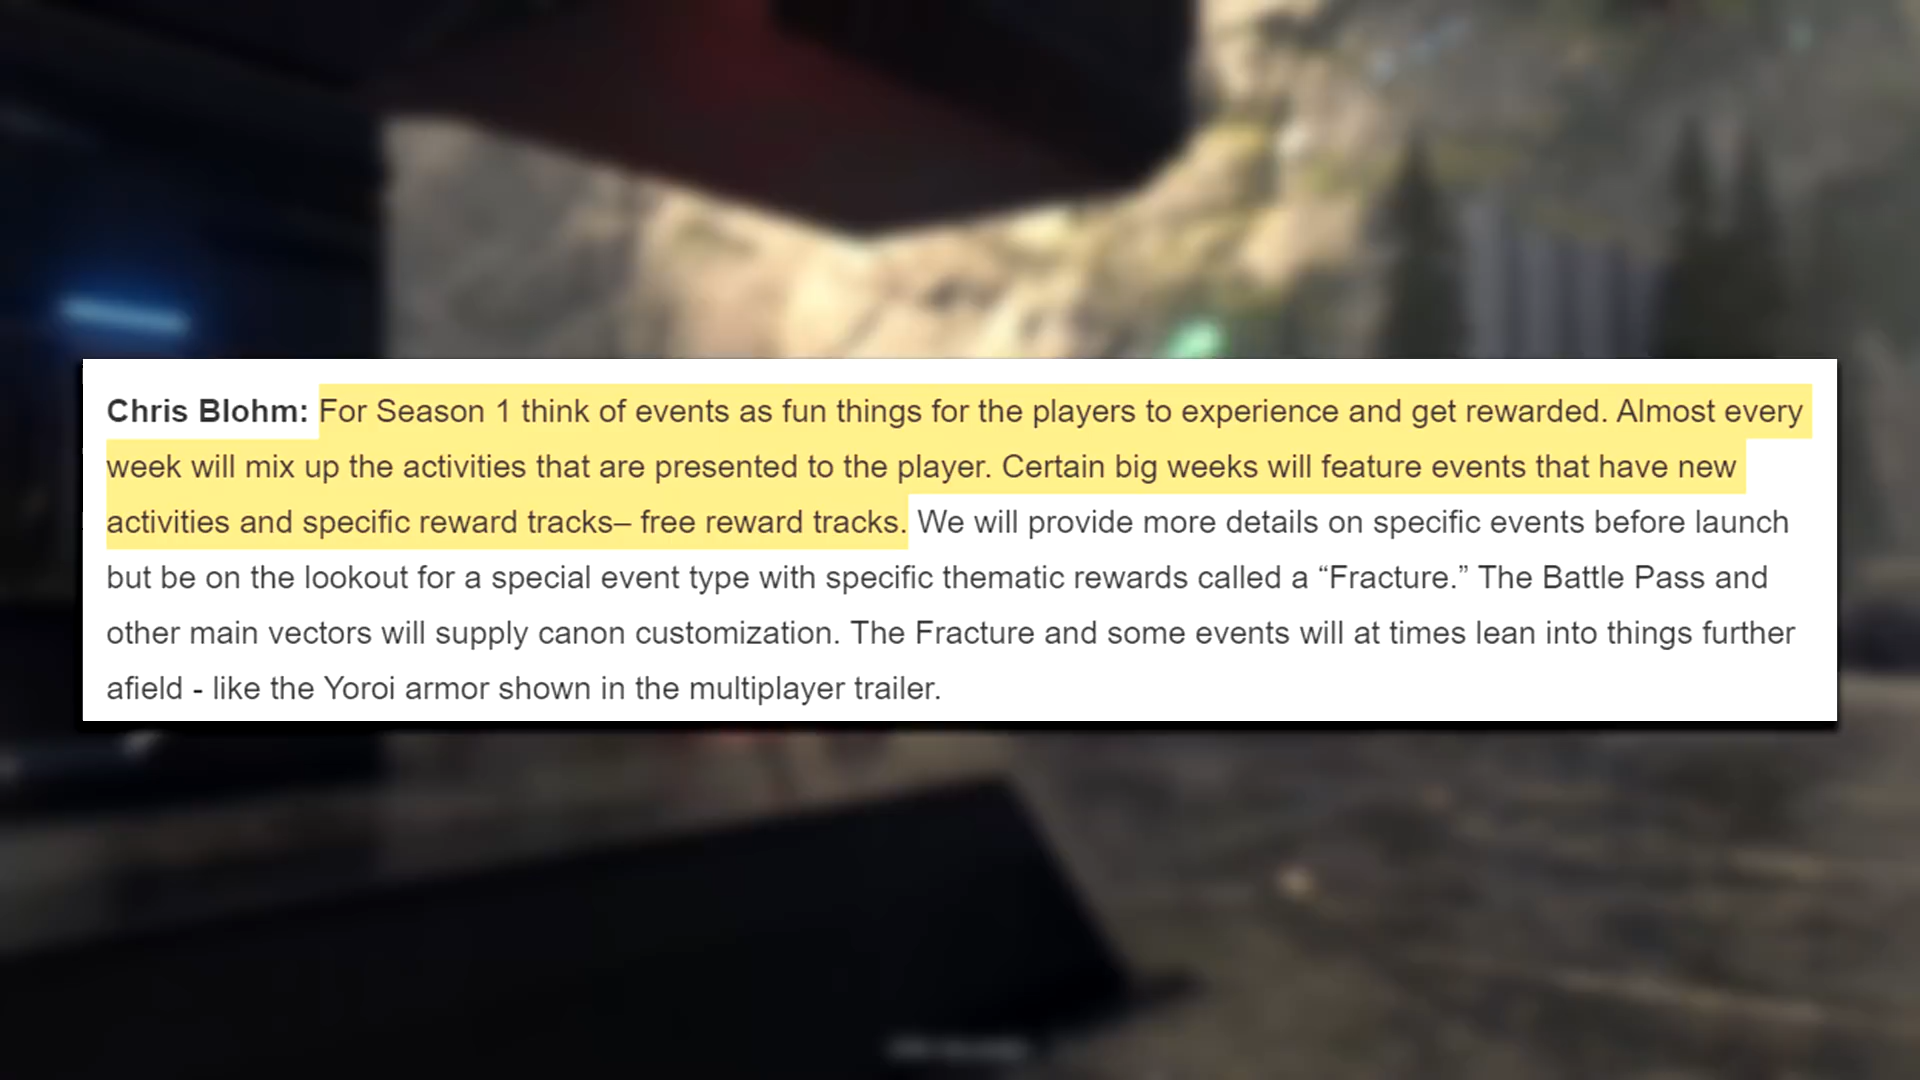 Chris Blohm: For Season 1 think of events as fun things for the players to experience and get rewarded. Almost every
week will mix up the activities that are presented to the player. Certain big weeks will feature events that have new
activities and specific reward tracks– free reward tracks. We will provide more details on specific events before launch
but be on the lookout for a special event type with specific thematic rewards called a “Fracture.” The Battle Pass and
other main vectors will supply canon customization. The Fracture and some events will at times lean into things further
afield - like the Yoroi armor shown in the multiplayer trailer.